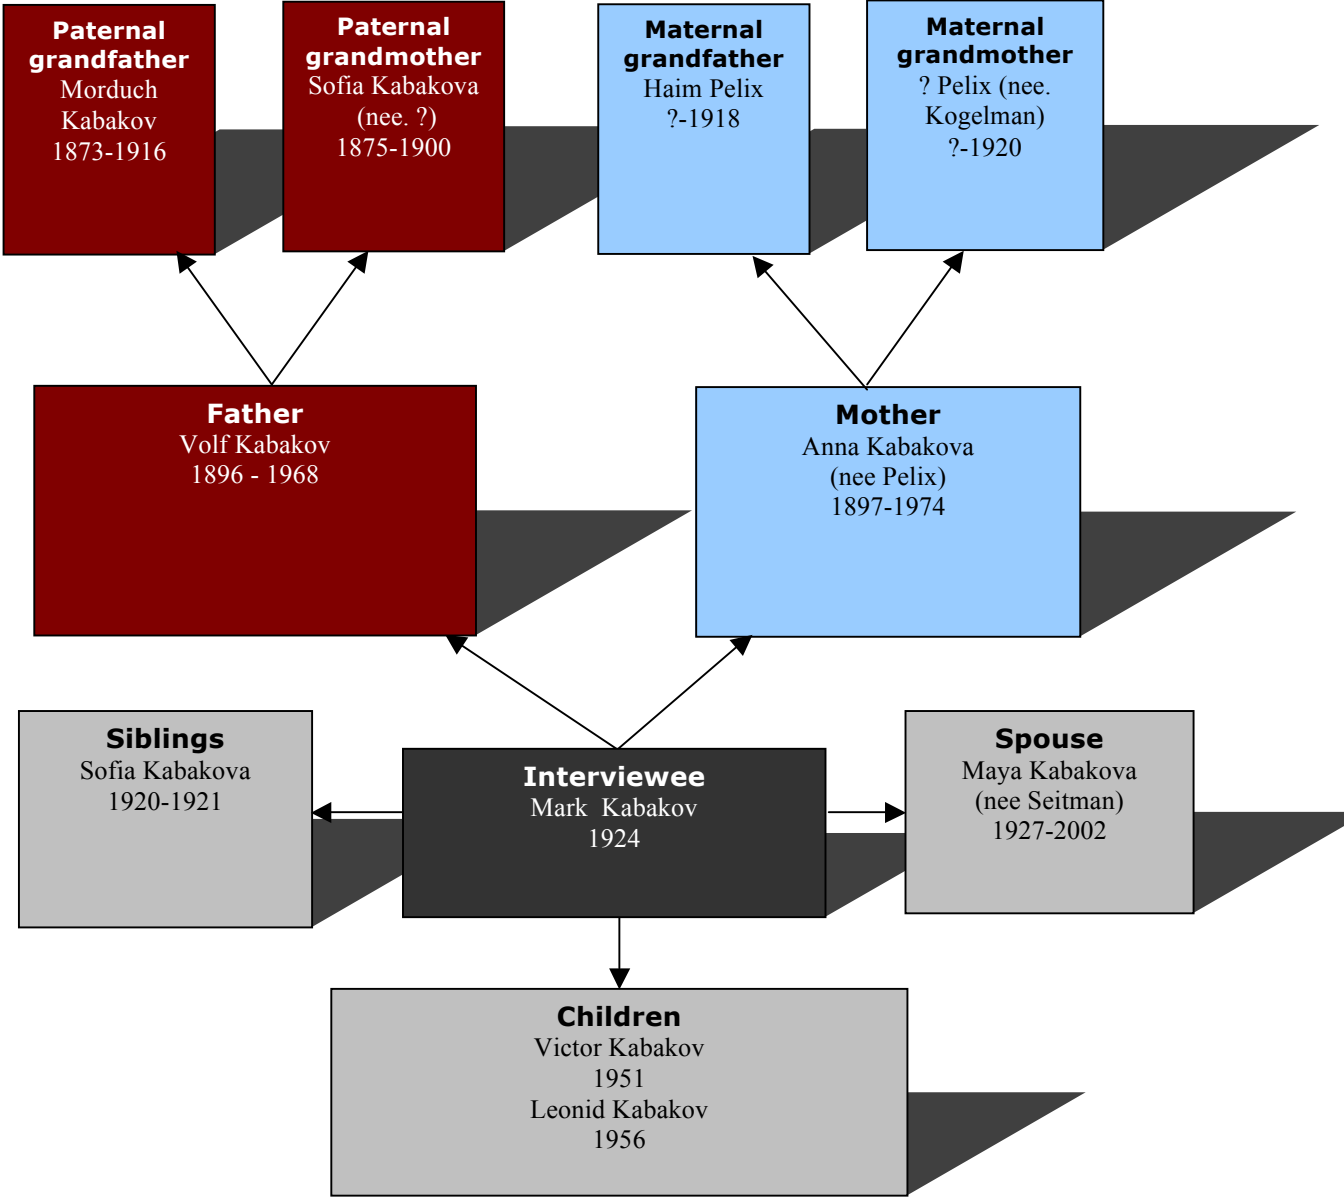 Paternal
grandfather
Morduch
Kabakov
1873-1916
Paternal
grandmother
Sofia Kabakova
(nee. ?)
1875-1900
Maternal
grandfather
Haim Pelix
?-1918
Maternal
grandmother
? Pelix (nee.
Kogelman)
?-1920
Father
Volf Kabakov
1896 - 1968
Mother
Anna Kabakova
(nee Pelix)
1897-1974
Siblings
Sofia Kabakova
1920-1921
Interviewee
Mark  Kabakov
1924
Spouse
Maya Kabakova
(nee Seitman)
1927-2002
Children
Victor Kabakov
1951
Leonid Kabakov
1956